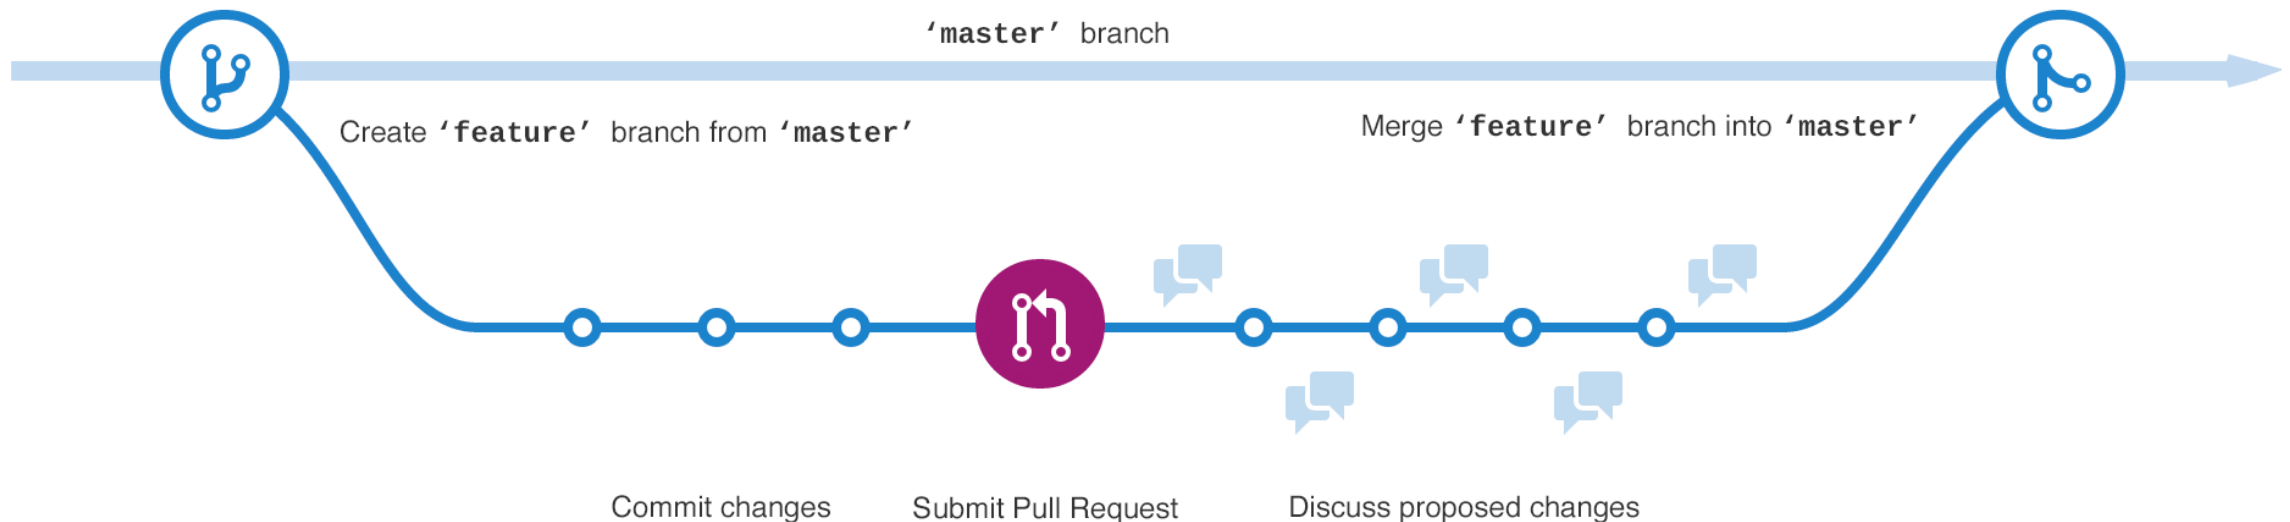 ‘master’ branch
Create ‘feature’ branch from ‘master’
Merge ‘feature’ branch into ‘master’
Commit changes
Submit Pull Request
Discuss proposed changes